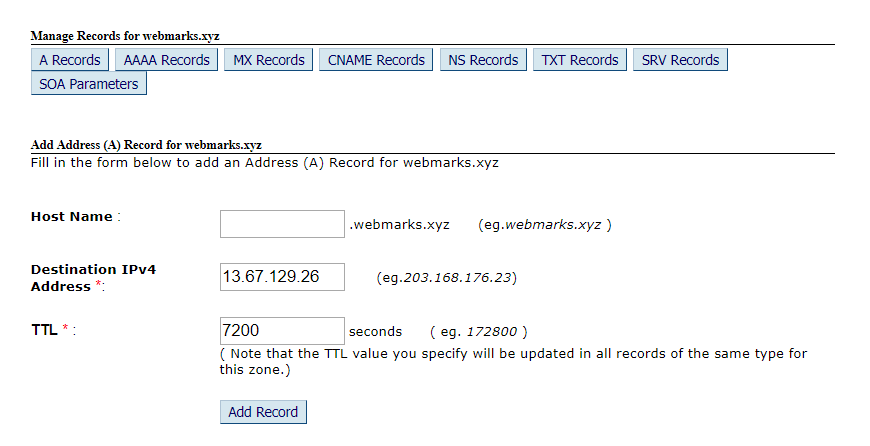 Manage Records for webmarks.xyz
A Records AAAA Records MX Records CNAME Records NS Records TXT Records SRV Records
SOA Parameters
Add Address (A) Record for webmarks.xyz
Fill in the form below to add an Address (A) Record for webmarks.xyz
Host Name : .webmarks.xyz (eg.webmarks.xyz )
Destination IPv4
Address *: 13.67.129.26 (eg.203.168.176.23)
TTL * : 7200 seconds ( eg. 172800 )
( Note that the TTL value you specify will be updated in all records of the same type for
this zone.)
Add Record